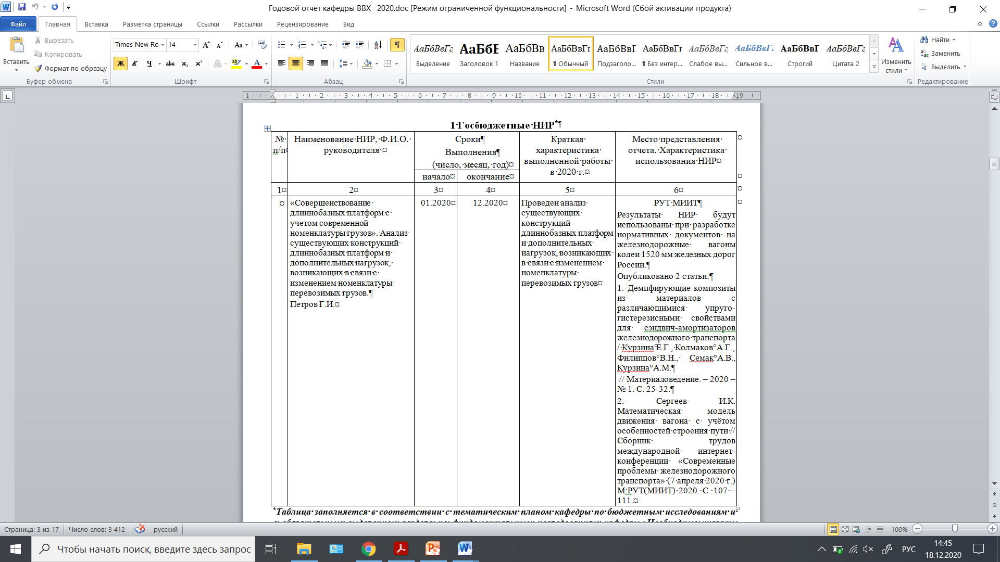 Годовой отчет кафедры ВВХ 2020.doc [Режим ограниченной функциональности] - Microsoft Word (Сбой активации продукта)
Файл Главная Вставка Разметка страницы Ссылки Рассылки Рецензирование Вид
Вставить
Вырезать
Копировать
Формат по образцу
Буфер обмена
Times New Ro 14
Шрифт
Абзац
АаБбВвГг АаБбВ АаБбВв АаБбВвГг АаБбВвГ АаБбВвГг АаБбВвГг АаБбВвГг АаБбВвГ АаБбВвГг
Выделение Заголовок 1 Название ¶ Обычный Подзаголо... ¶ Без интер... Слабое вы... Сильное в... Строгий Цитата 2
Стили
Изменить
стили
Найти
Заменить
Выделить
Редактирование
1 1 2 3 4 5 6 7 8 9 10 11 12 13 14 15 16 17 18 19
1·Госбюджетные·НИР*¶
№·
п/п¤
Наименование·НИР,·Ф.И.О.·
руководителя·¤
Сроки¶
Выполнения¶
(число,·месяц,·год)¤
начало¤ окончание¤
Краткая·
характеристика·
выполненной·работы·
в·2020·г.¤
Место·представления·
отчета.·Характеристика·
использования·НИР¤
1¤ 2¤ 3¤ 4¤ 5¤ 6¤
¤
«Совершенствование·
длиннобазных·платформ·с·
учетом·современной·
номенклатуры·грузов».·Анализ·
существующих·конструкций·
длиннобазных·платформ·и·
дополнительных·нагрузок,·
возникающих·в·связи·с·
изменением·номенклатуры·
перевозимых·грузов.¶
Петров·Г.И.¤
01.2020¤
12.2020¤
Проведен·анализ·
существующих·
конструкций·
длиннобазных·платформ·
и·дополнительных·
нагрузок,·возникающих·
в·связи·с·изменением·
номенклатуры·
перевозимых·грузов¤
РУТ·МИИТ¶
Результаты· НИР· будут·
использованы·при·разработке·
нормативных·документов·на·
железнодорожные·вагоны·
колеи·1520·мм·железных·дорог·
России.¶
Опубликовано·2·статьи:¶
1.·Демпфирующие·композиты·
из·материалов·с·
различающимися·упруго-
гистерезисными·свойствами·
для·сэндвич-амортизаторов·
железнодорожного·транспорта·
/·Курзина°Е.Г.,·Колмаков°А.Г.,·
Филиппов°В.Н.,·Семак°А.В.,·
Курзина°А.М.¶
·//·Материаловедение.·–·2020·–·
№·1.·С.·25-32.¶
2.·Сергеев·И.К.·
Математическая·модель·
движения·вагона·с·учётом·
особенностей·строения·пути·//·
Сборник·трудов·
международной·интернет-
конференции·«Современные·
проблемы·железнодорожного·
транспорта»·(7·апреля·2020·г.)·
М:РУТ(МИИТ)·2020.·С.·107·–·
111.¤
*Таблица·заполняется·в·соответствии·с·тематическим·планом·кафедры·по·бюджетным·исследованиям·и·
Страница: 3 из 17 Число слов: 3 412 русский 100%
Чтобы начать поиск, введите здесь запрос
РУС
14:45
18.12.2020